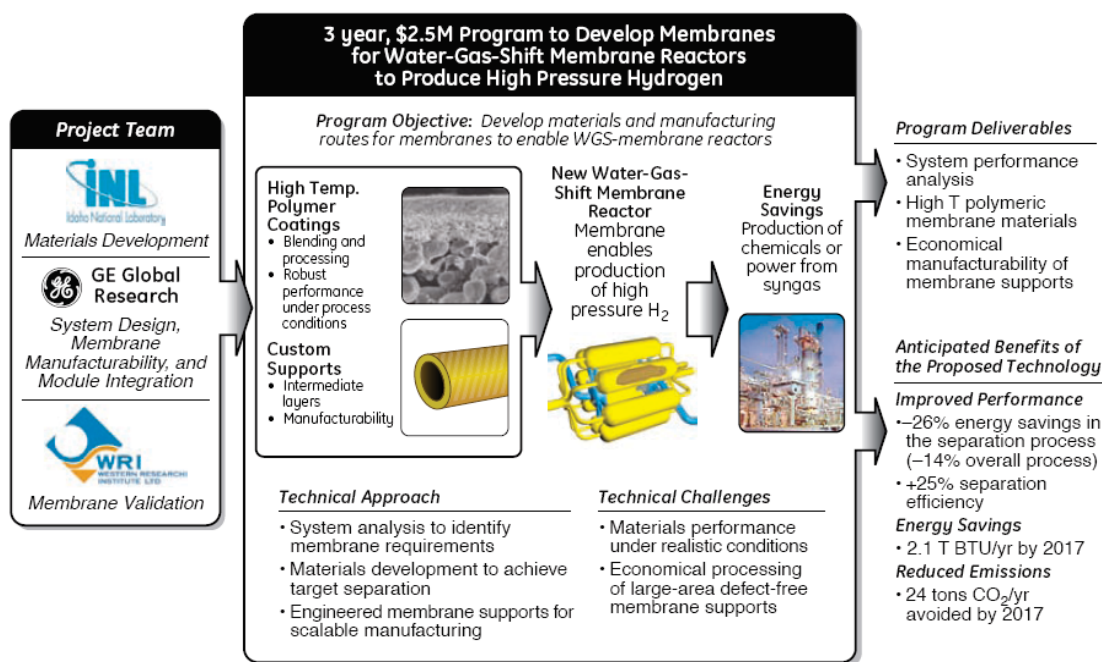 3 year, $2.5M Program to Develop Membranes
for Water-Gas-Shift Membrane Reactors
to Produce High Pressure Hydrogen
Program Objective: Develop materials and manufacturing
routes for membranes to enable WGS-membrane reactors
Project Team
INL
Idaho National Laboratory
Materials Development
GE
GE Global
Research
System Design,
Membrane
Manufacturability, and
Module Integration
WRI
WESTERN RESEARCHI
INSTITUTE LTD
Membrane Validation
High Temp.
Polymer
Coatings
• Blending and
processing
• Robust
performance
under process
conditions
Custom
Supports
• Intermediate
layers
• Manufacturability
New Water-Gas-
Shift Membrane
Reactor
Membrane
enables
production
of high
pressure H₂
Energy
Savings
Production of
chemicals or
power from
syngas
Technical Approach
• System analysis to identify
membrane requirements
• Materials development to achieve
target separation
• Engineered membrane supports for
scalable manufacturing
Technical Challenges
• Materials performance
under realistic conditions
• Economical processing
of large-area defect-free
membrane supports
Program Deliverables
• System performance
analysis
• High T polymeric
membrane materials
• Economical
manufacturability of
membrane supports
Anticipated Benefits of
the Proposed Technology
Improved Performance
•–26% energy savings in
the separation process
(–14% overall process)
• +25% separation
efficiency
Energy Savings
• 2.1 T BTU/yr by 2017
Reduced Emissions
• 24 tons CO₂/yr
avoided by 2017